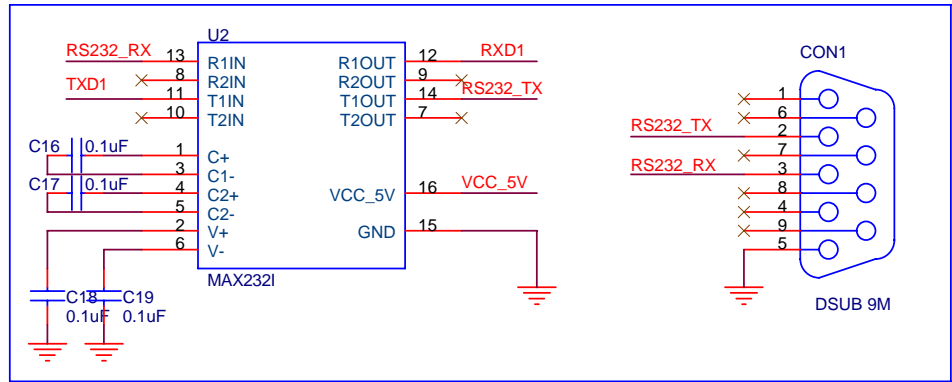 U2
RS232_RX 13 R1IN R1OUT 12 RXD1
8 R2IN R2OUT 9
TXD1 11 T1IN T1OUT 14 RS232_TX
10 T2IN T2OUT 7
C16 0.1uF 1 C+
3 C1-
C17 0.1uF 4 C2+ VCC_5V 16 VCC_5V
5 C2-
2 V+ GND 15
6 V-
MAX232I
C18 C19
0.1uF 0.1uF
CON1
1
6
RS232_TX 2
7
RS232_RX 3
8
4
9
5
DSUB 9M